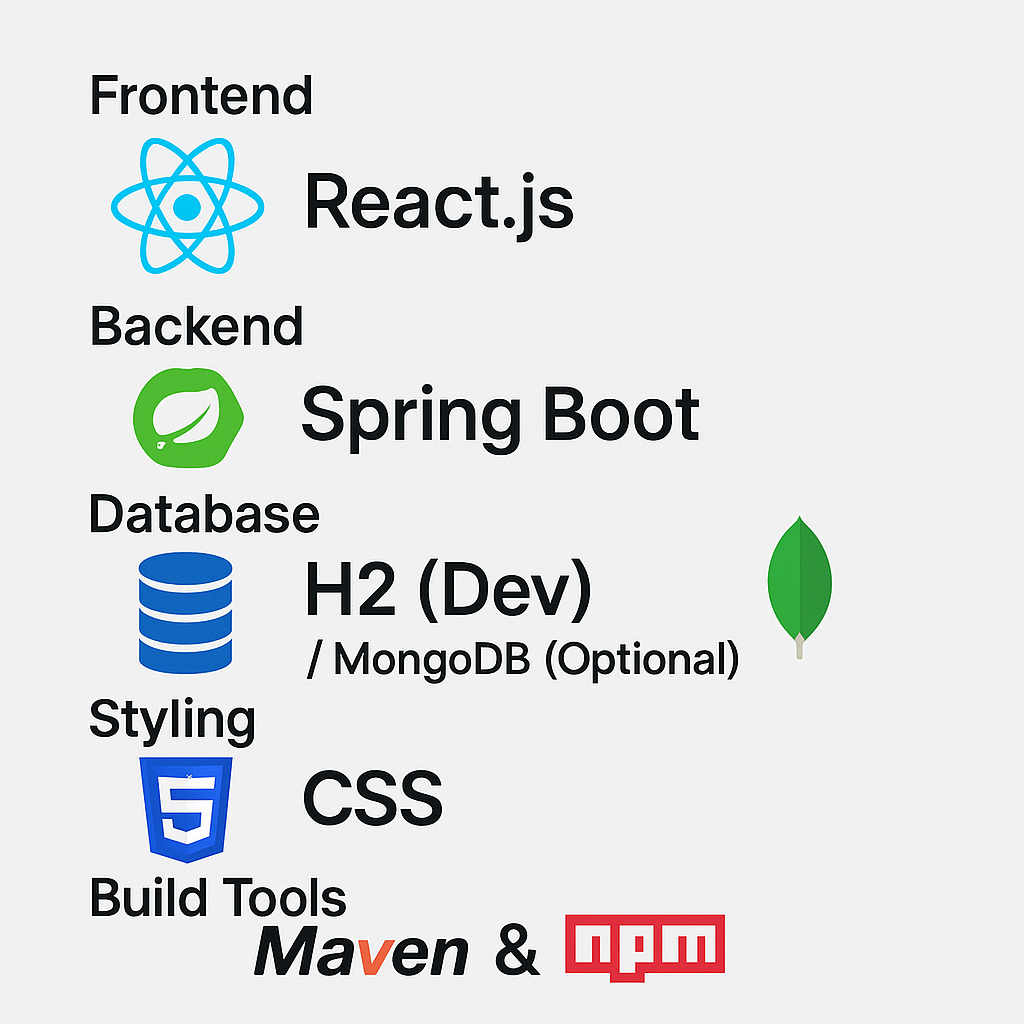 Frontend
React.js
Backend
Spring Boot
Database
H2 (Dev)
/ MongoDB (Optional)
Styling
5
CSS
Build Tools
Maven & npm